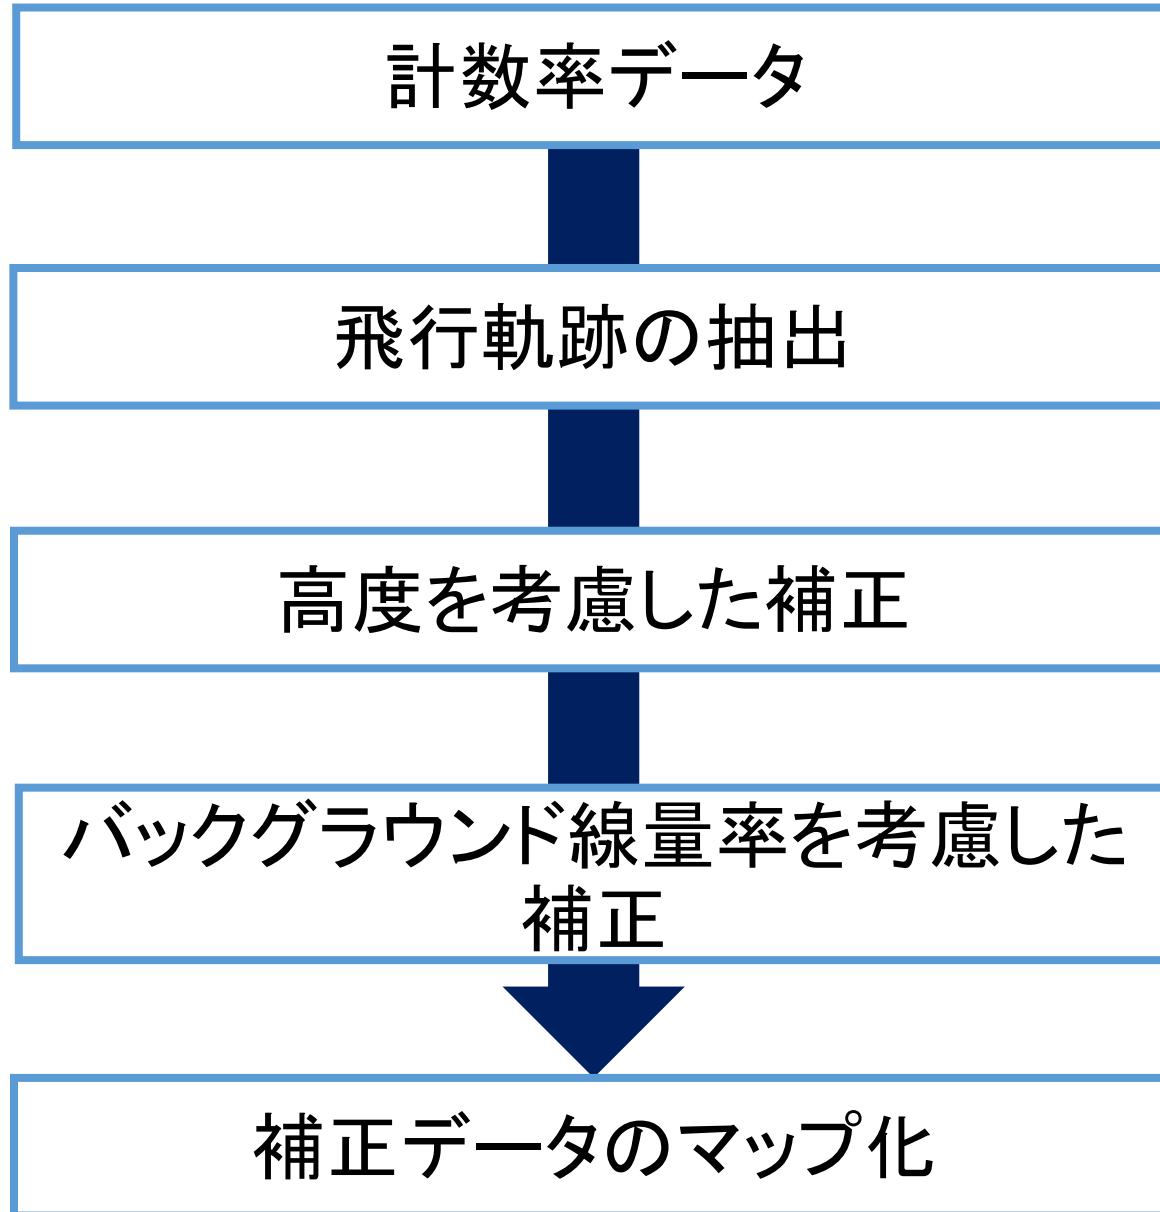 計数率データ
飛行軌跡の抽出
高度を考慮した補正
バックグラウンド線量率を考慮した
補正
補正データのマップ化